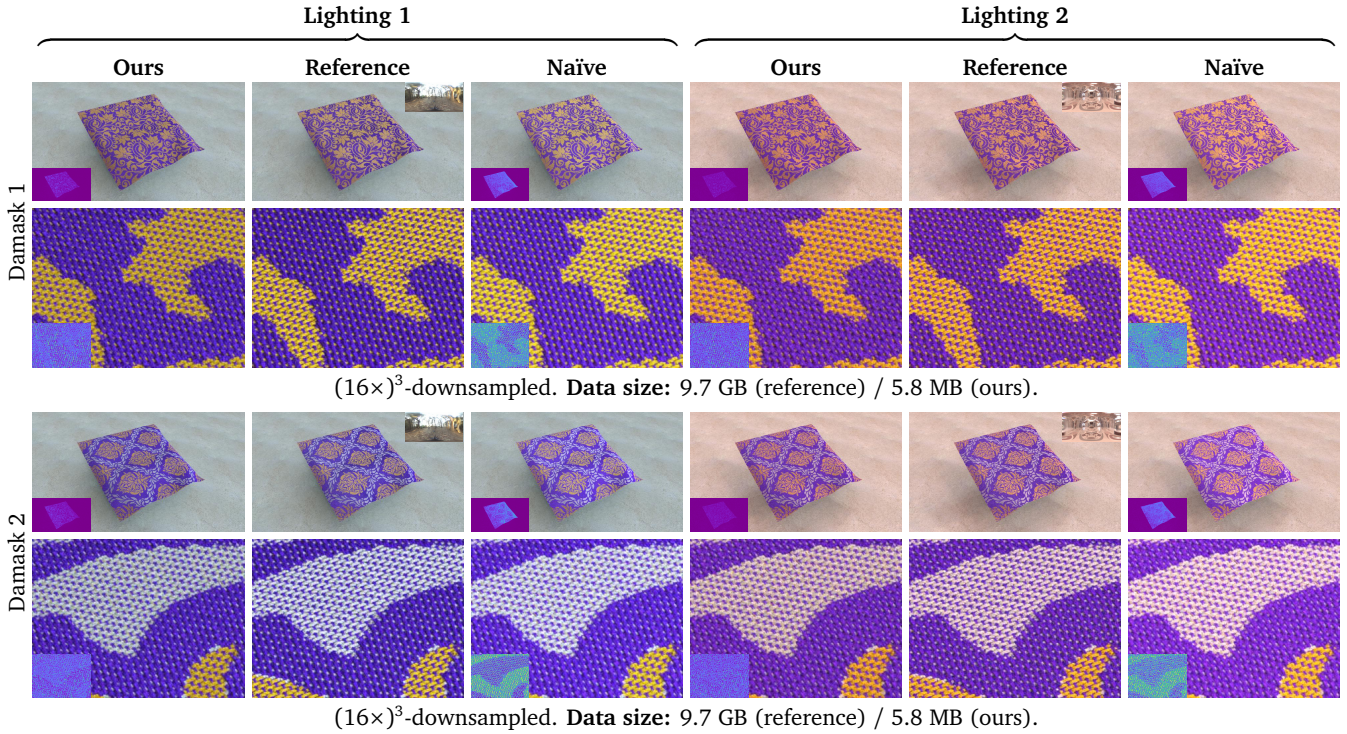 Lighting 1 Lighting 2
Ours Reference Naïve Ours Reference Naïve
Damask 1
(16×)³-downsampled. Data size: 9.7 GB (reference) / 5.8 MB (ours).
Damask 2
(16×)³-downsampled. Data size: 9.7 GB (reference) / 5.8 MB (ours).